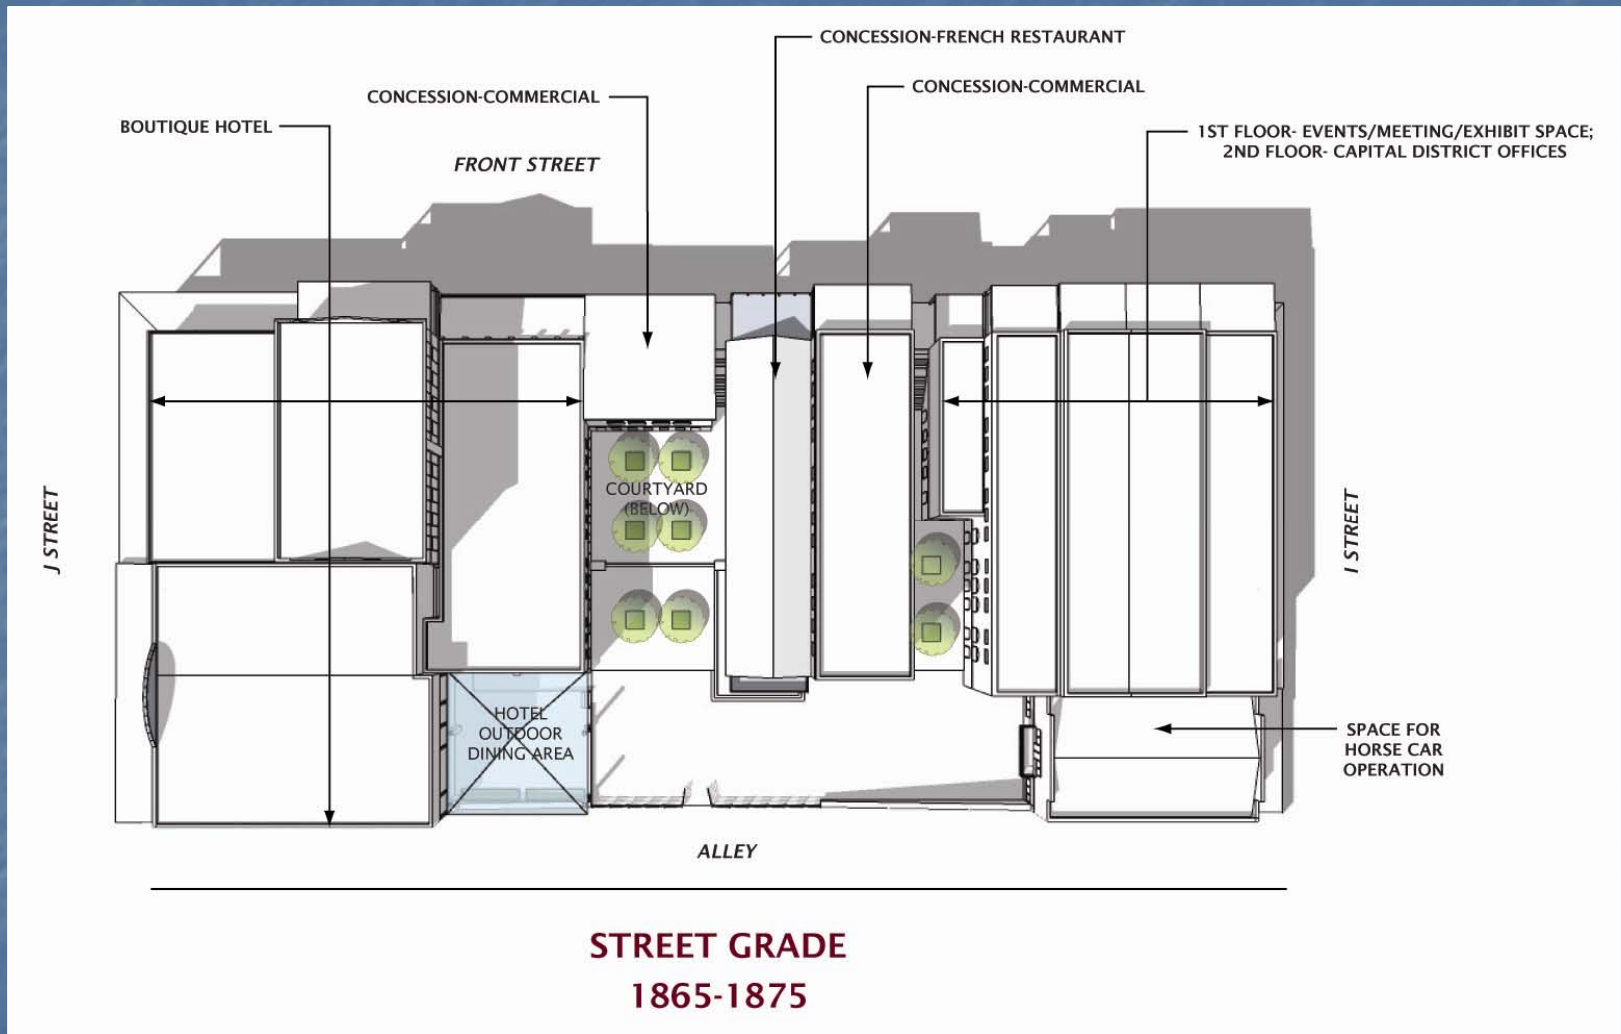 CONCESSION-FRENCH RESTAURANT
CONCESSION-COMMERCIAL
CONCESSION-COMMERCIAL
BOUTIQUE HOTEL
1ST FLOOR- EVENTS/MEETING/EXHIBIT SPACE;
2ND FLOOR- CAPITAL DISTRICT OFFICES
FRONT STREET
COURTYARD
(BELOW)
J STREET
I STREET
HOTEL
OUTDOOR
DINING AREA
SPACE FOR
HORSE CAR
OPERATION
ALLEY
STREET GRADE
1865-1875